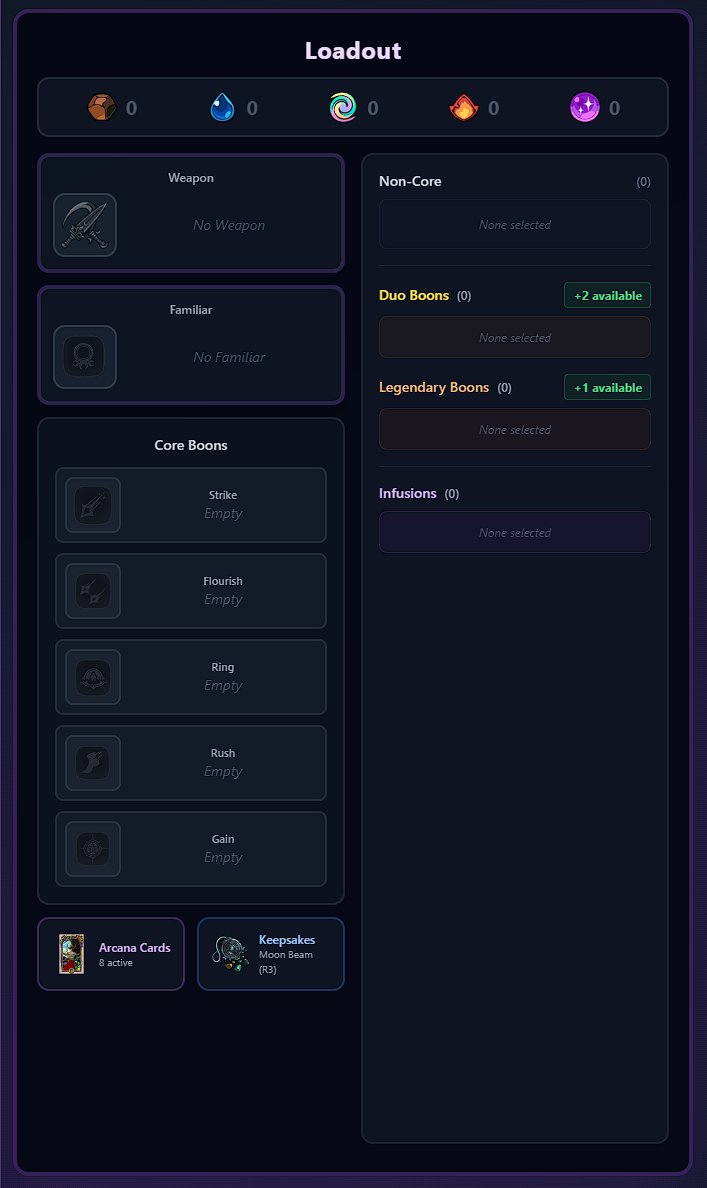 Loadout
0 0 0 0 0
Weapon
No Weapon
Familiar
No Familiar
Core Boons
Strike
Empty
Flourish
Empty
Ring
Empty
Rush
Empty
Gain
Empty
Arcana Cards
8 active
Keepsakes
Moon Beam
(R3)
Non-Core (0)
None selected
Duo Boons (0) +2 available
None selected
Legendary Boons (0) +1 available
None selected
Infusions (0)
None selected